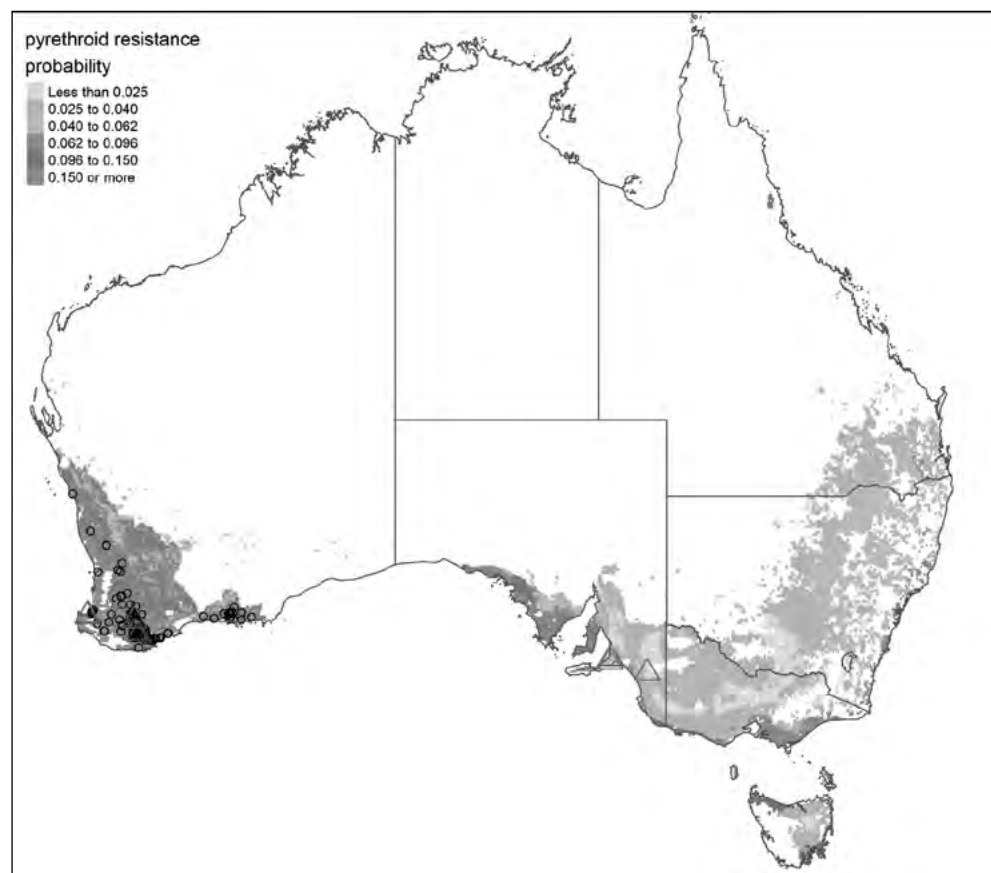 pyrethroid resistance
probability
Less than 0.025
0.025 to 0.040
0.040 to 0.062
0.062 to 0.096
0.096 to 0.150
0.150 or more